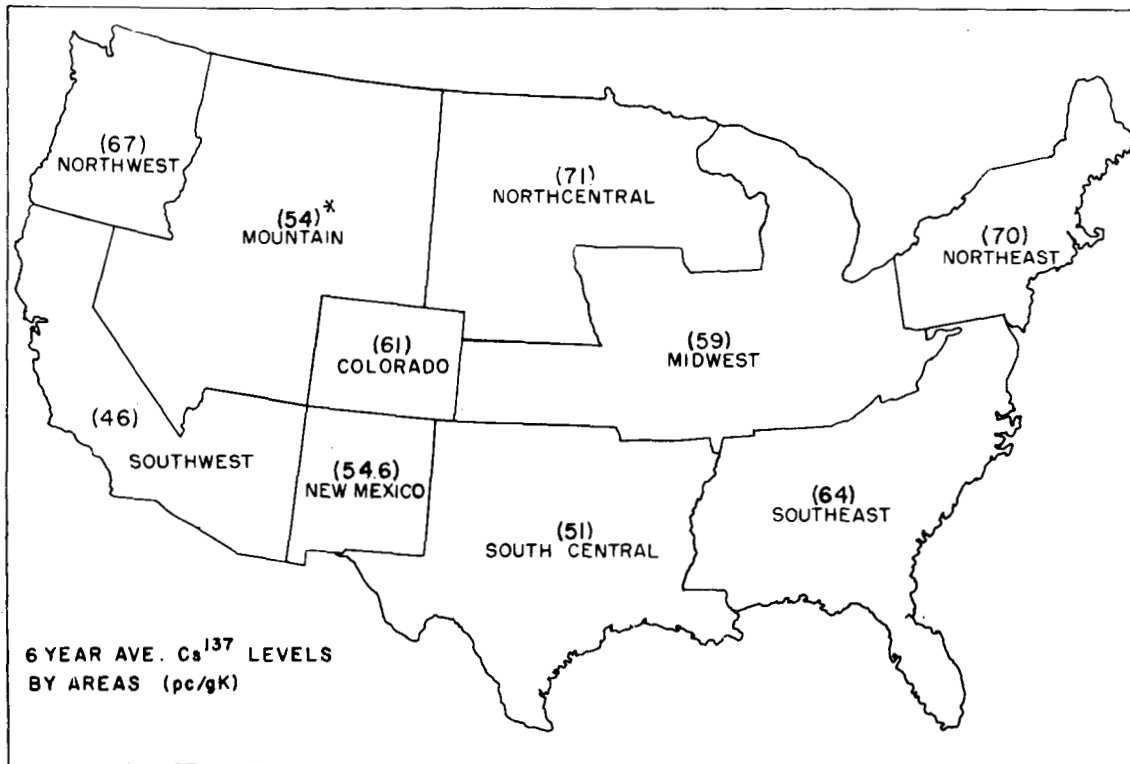 (67)
NORTHWEST
(54)*
MOUNTAIN
(71)
NORTHCENTRAL
(70)
NORTHEAST
(61)
COLORADO
(59)
MIDWEST
(46)
SOUTHWEST
(54.6)
NEW MEXICO
(51)
SOUTH CENTRAL
(64)
SOUTHEAST
6 YEAR AVE. Cs¹³⁷ LEVELS
BY AREAS (pc/gK)